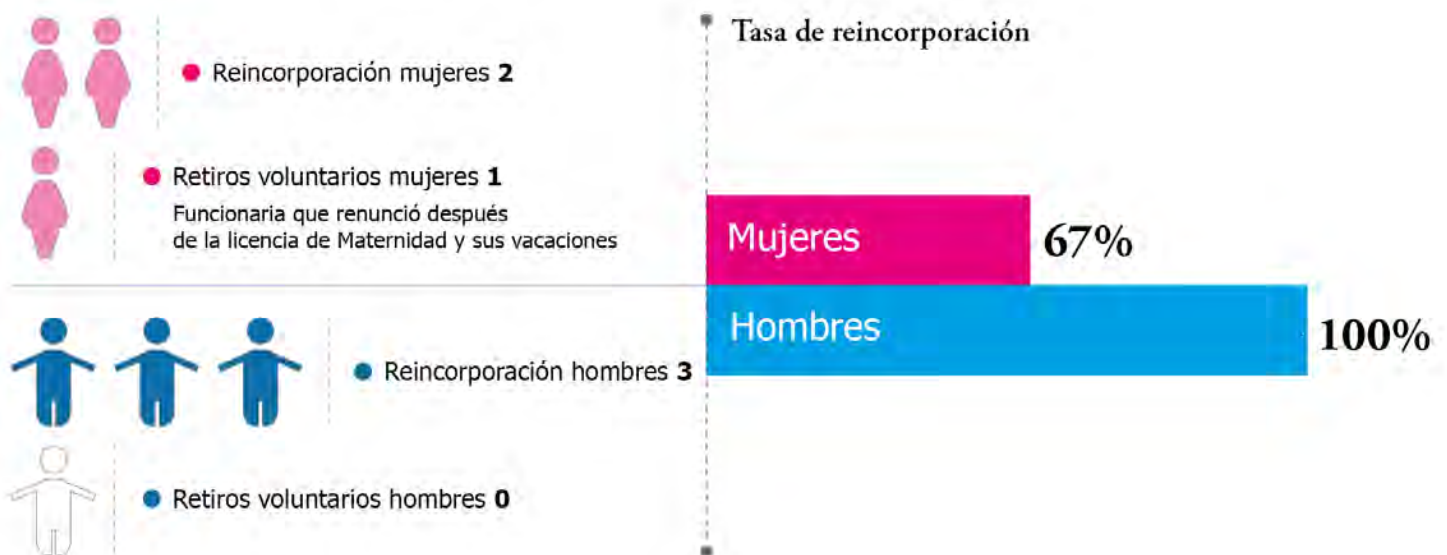 Reincorporación mujeres 2
Retiros voluntarios mujeres 1
Funcionaria que renunció después
de la licencia de Maternidad y sus vacaciones
Reincorporación hombres 3
Retiros voluntarios hombres 0
Tasa de reincorporación
Mujeres 67%
Hombres 100%